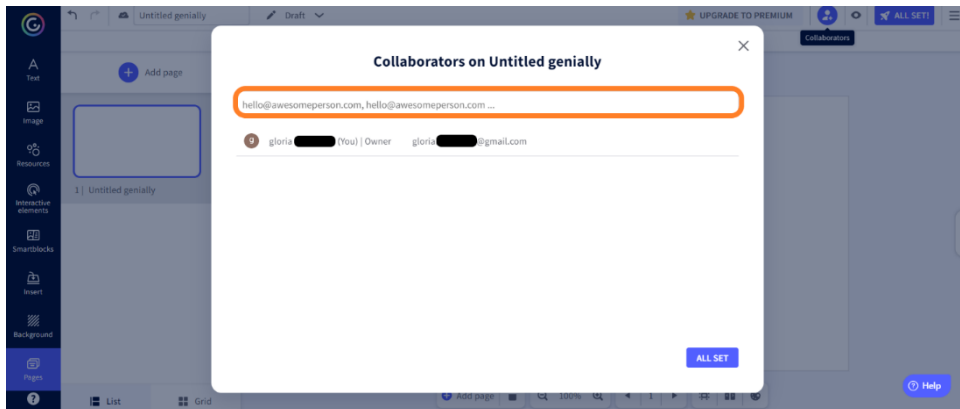 Untitled genially
Draft
UPGRADE TO PREMIUM
ALL SET!
Collaborators
Text
Image
Resources
Interactive
elements
Smartblocks
Insert
Background
Pages
Add page
1 | Untitled genially
List
Grid
Collaborators on Untitled genially
hello@awesomeperson.com, hello@awesomeperson.com ...
g
gloria (You) | Owner gloria @gmail.com
ALL SET
Add page
100%
1
? Help